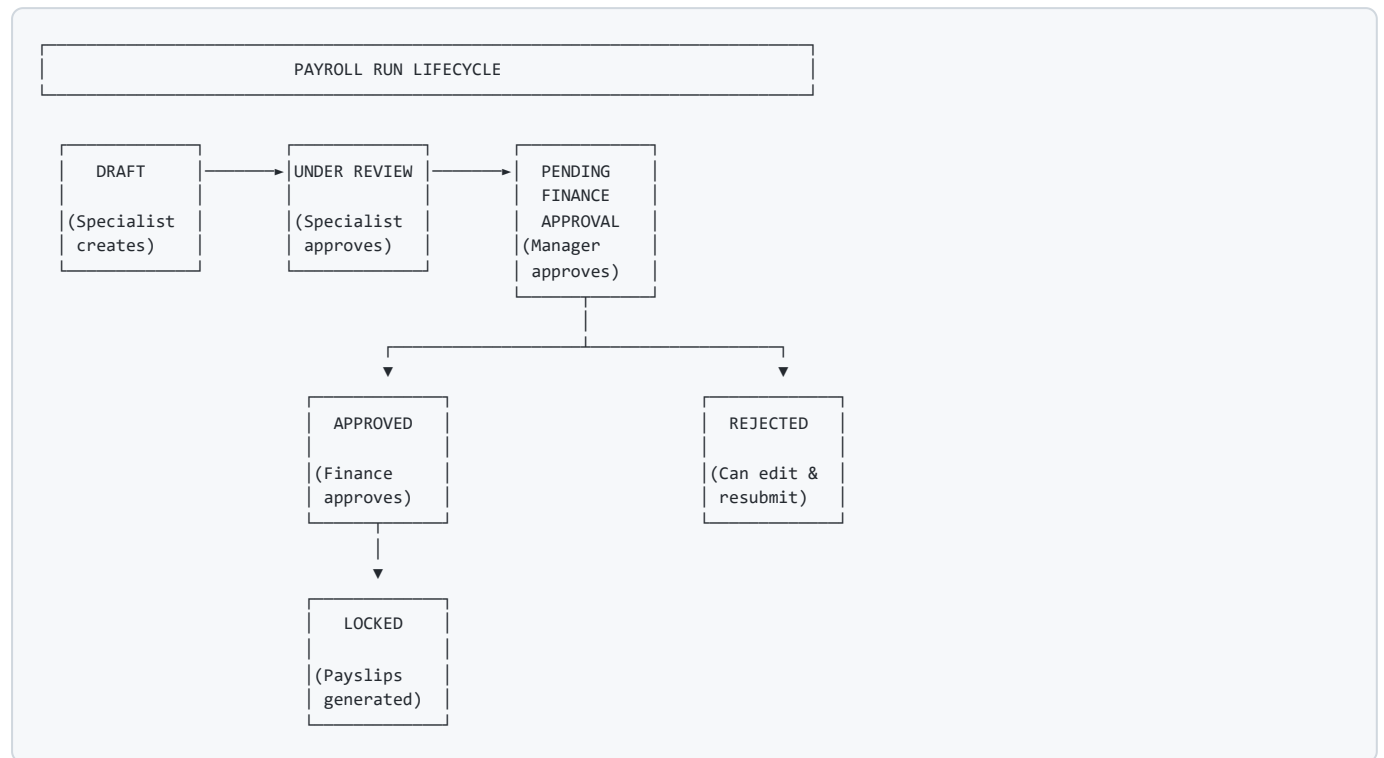 PAYROLL RUN LIFECYCLE
DRAFT
(Specialist
creates)
UNDER REVIEW
(Specialist
approves)
PENDING
FINANCE
APPROVAL
(Manager
approves)
APPROVED
(Finance
approves)
REJECTED
(Can edit &
resubmit)
LOCKED
(Payslips
generated)